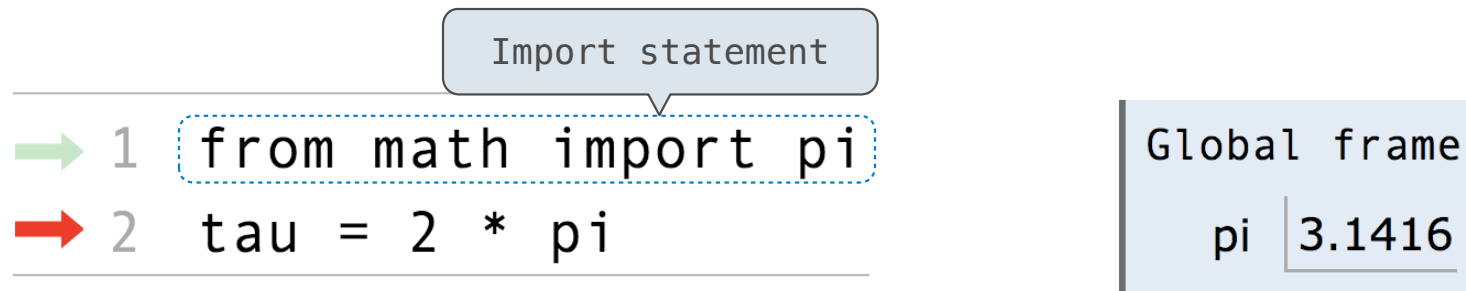 Import statement
1 from math import pi
2 tau = 2 * pi
Global frame
pi 3.1416